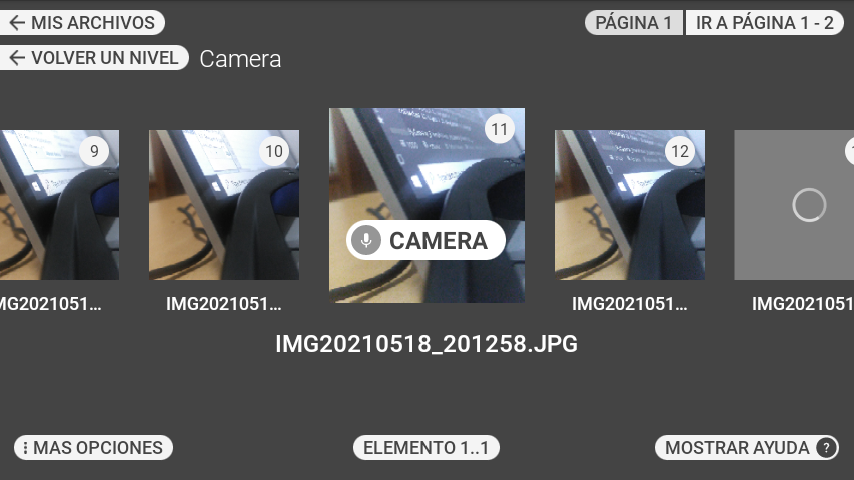 MIS ARCHIVOS
PÁGINA 1
IR A PÁGINA 1 - 2
VOLVER UN NIVEL
Camera
9
10
11
12
CAMERA
MG2021051...
IMG2021051...
IMG2021051...
IMG2021051
IMG20210518_201258.JPG
MAS OPCIONES
ELEMENTO 1..1
MOSTRAR AYUDA ?